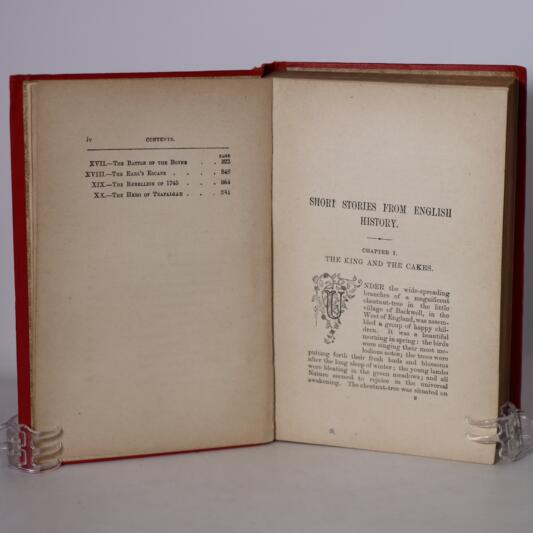 iv CONTENTS.
PAGE
XVII.—The Battle of the Boyne . . 323
XVIII.—The Earl's Escape . . . . 348
XIX.—The Rebellion of 1745 . . . 364
XX.—The Hero of Trafalgar . . . 384
SHORT STORIES FROM ENGLISH
HISTORY.
CHAPTER I.
THE KING AND THE CAKES.
UNDER the wide-spreading
branches of a magnificent
chestnut-tree in the little
village of Backwell, in the
West of England, was assem-
bled a group of happy chil-
dren. It was a beautiful
morning in spring: the birds
were singing their most me-
lodious notes; the trees were
putting forth their fresh buds and blossoms
after the long sleep of winter; the young lambs
were bleating in the green meadows; and all
Nature seemed to rejoice in the universal
awakening. The chestnut-tree was situated on